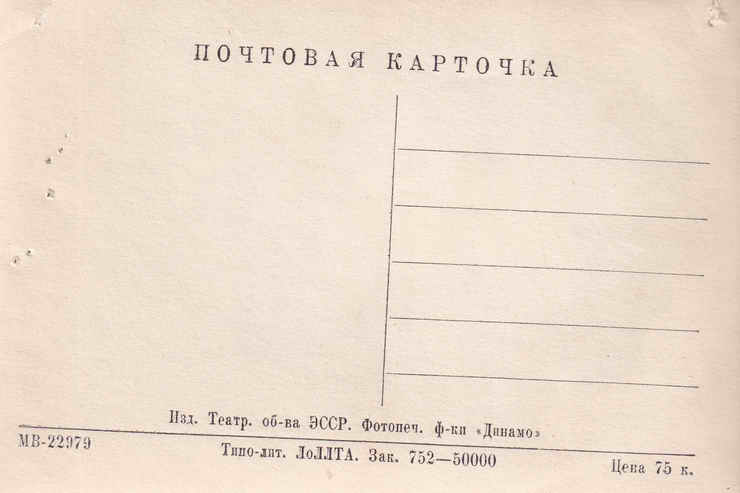 ПОЧТОВАЯ КАРТОЧКА
Изд. Театр. об-ва ЭССР. Фотопеч. ф-ки «Динамо»
МВ-22979
Типо-лит. ЛоЛЛТА. Зак. 752—50000
Цена 75 к.